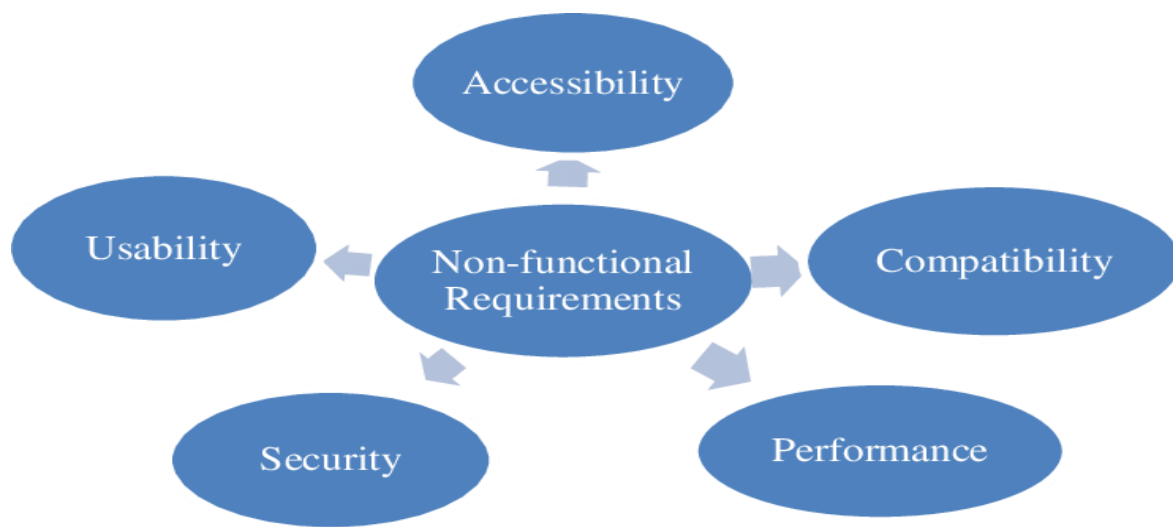 Accessibility
Usability
Non-functional
Requirements
Compatibility
Security
Performance